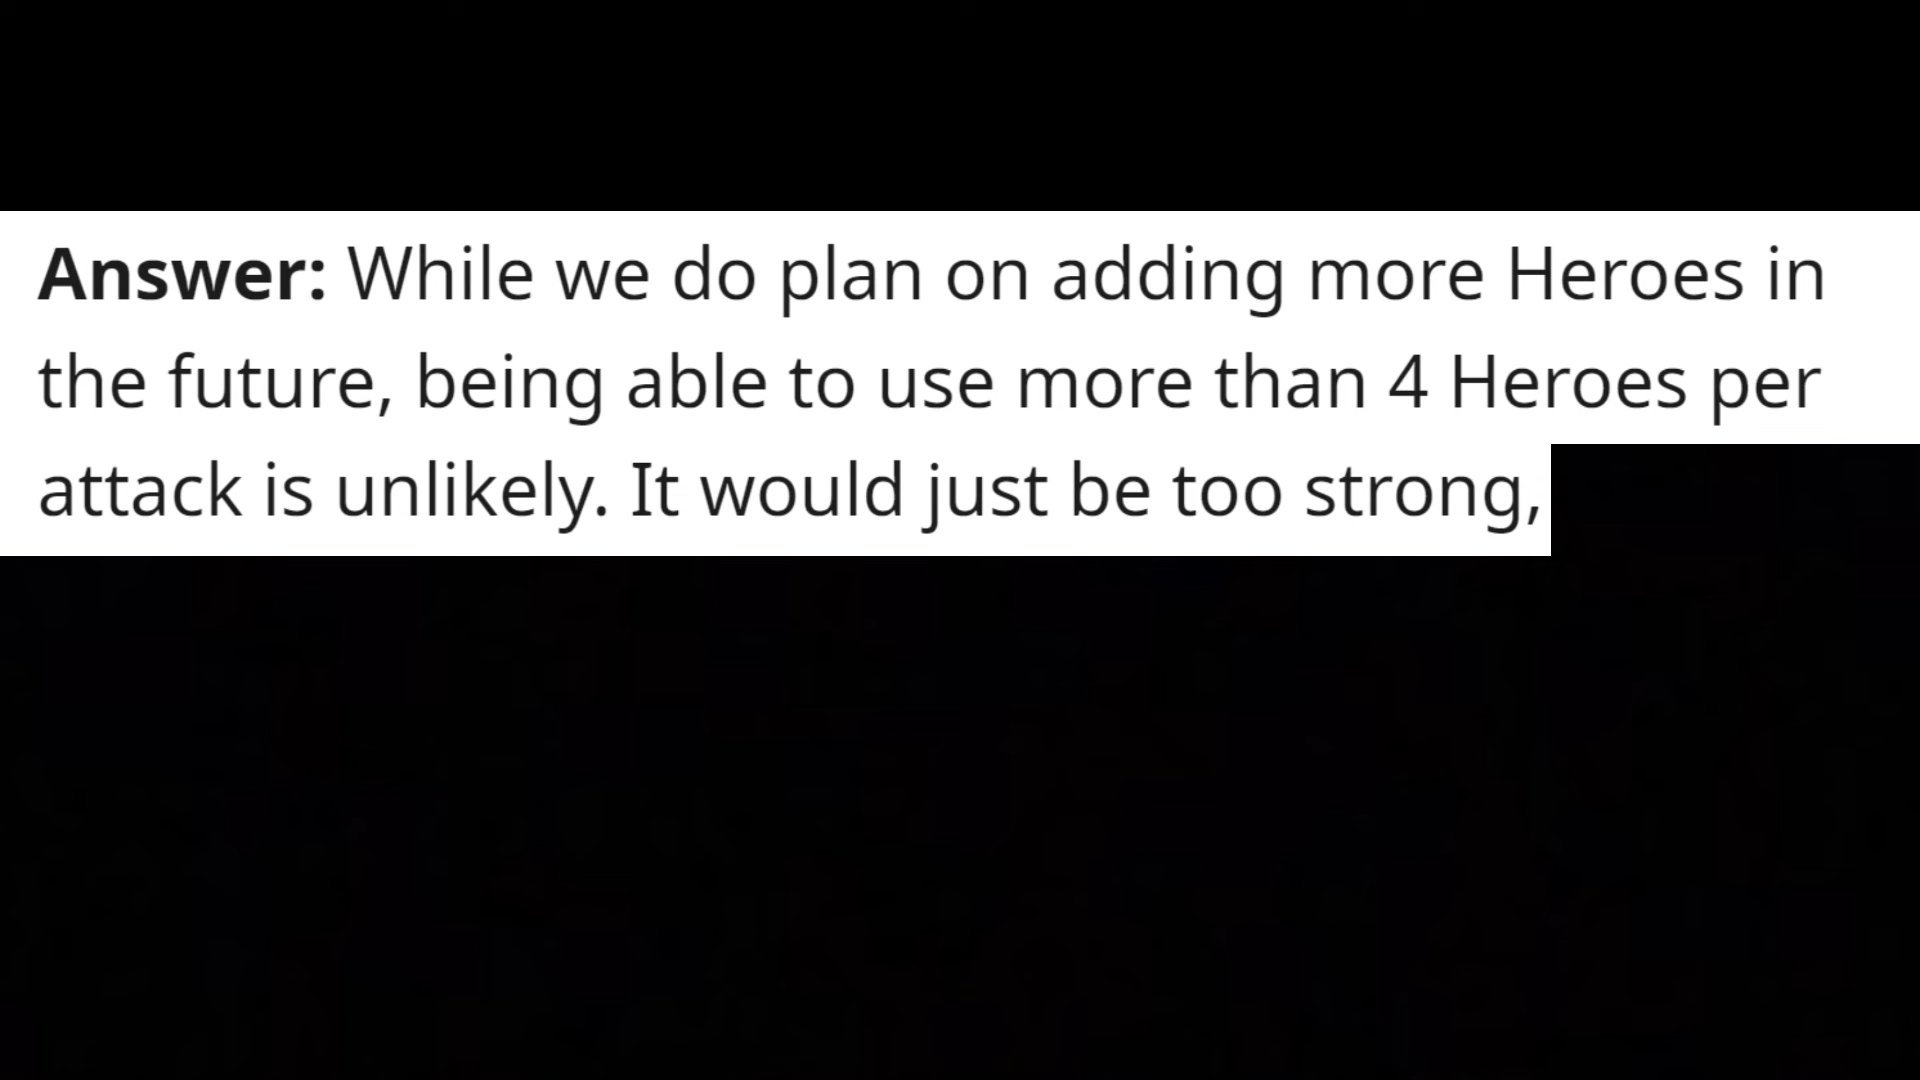 Answer: While we do plan on adding more Heroes in
the future, being able to use more than 4 Heroes per
attack is unlikely. It would just be too strong,